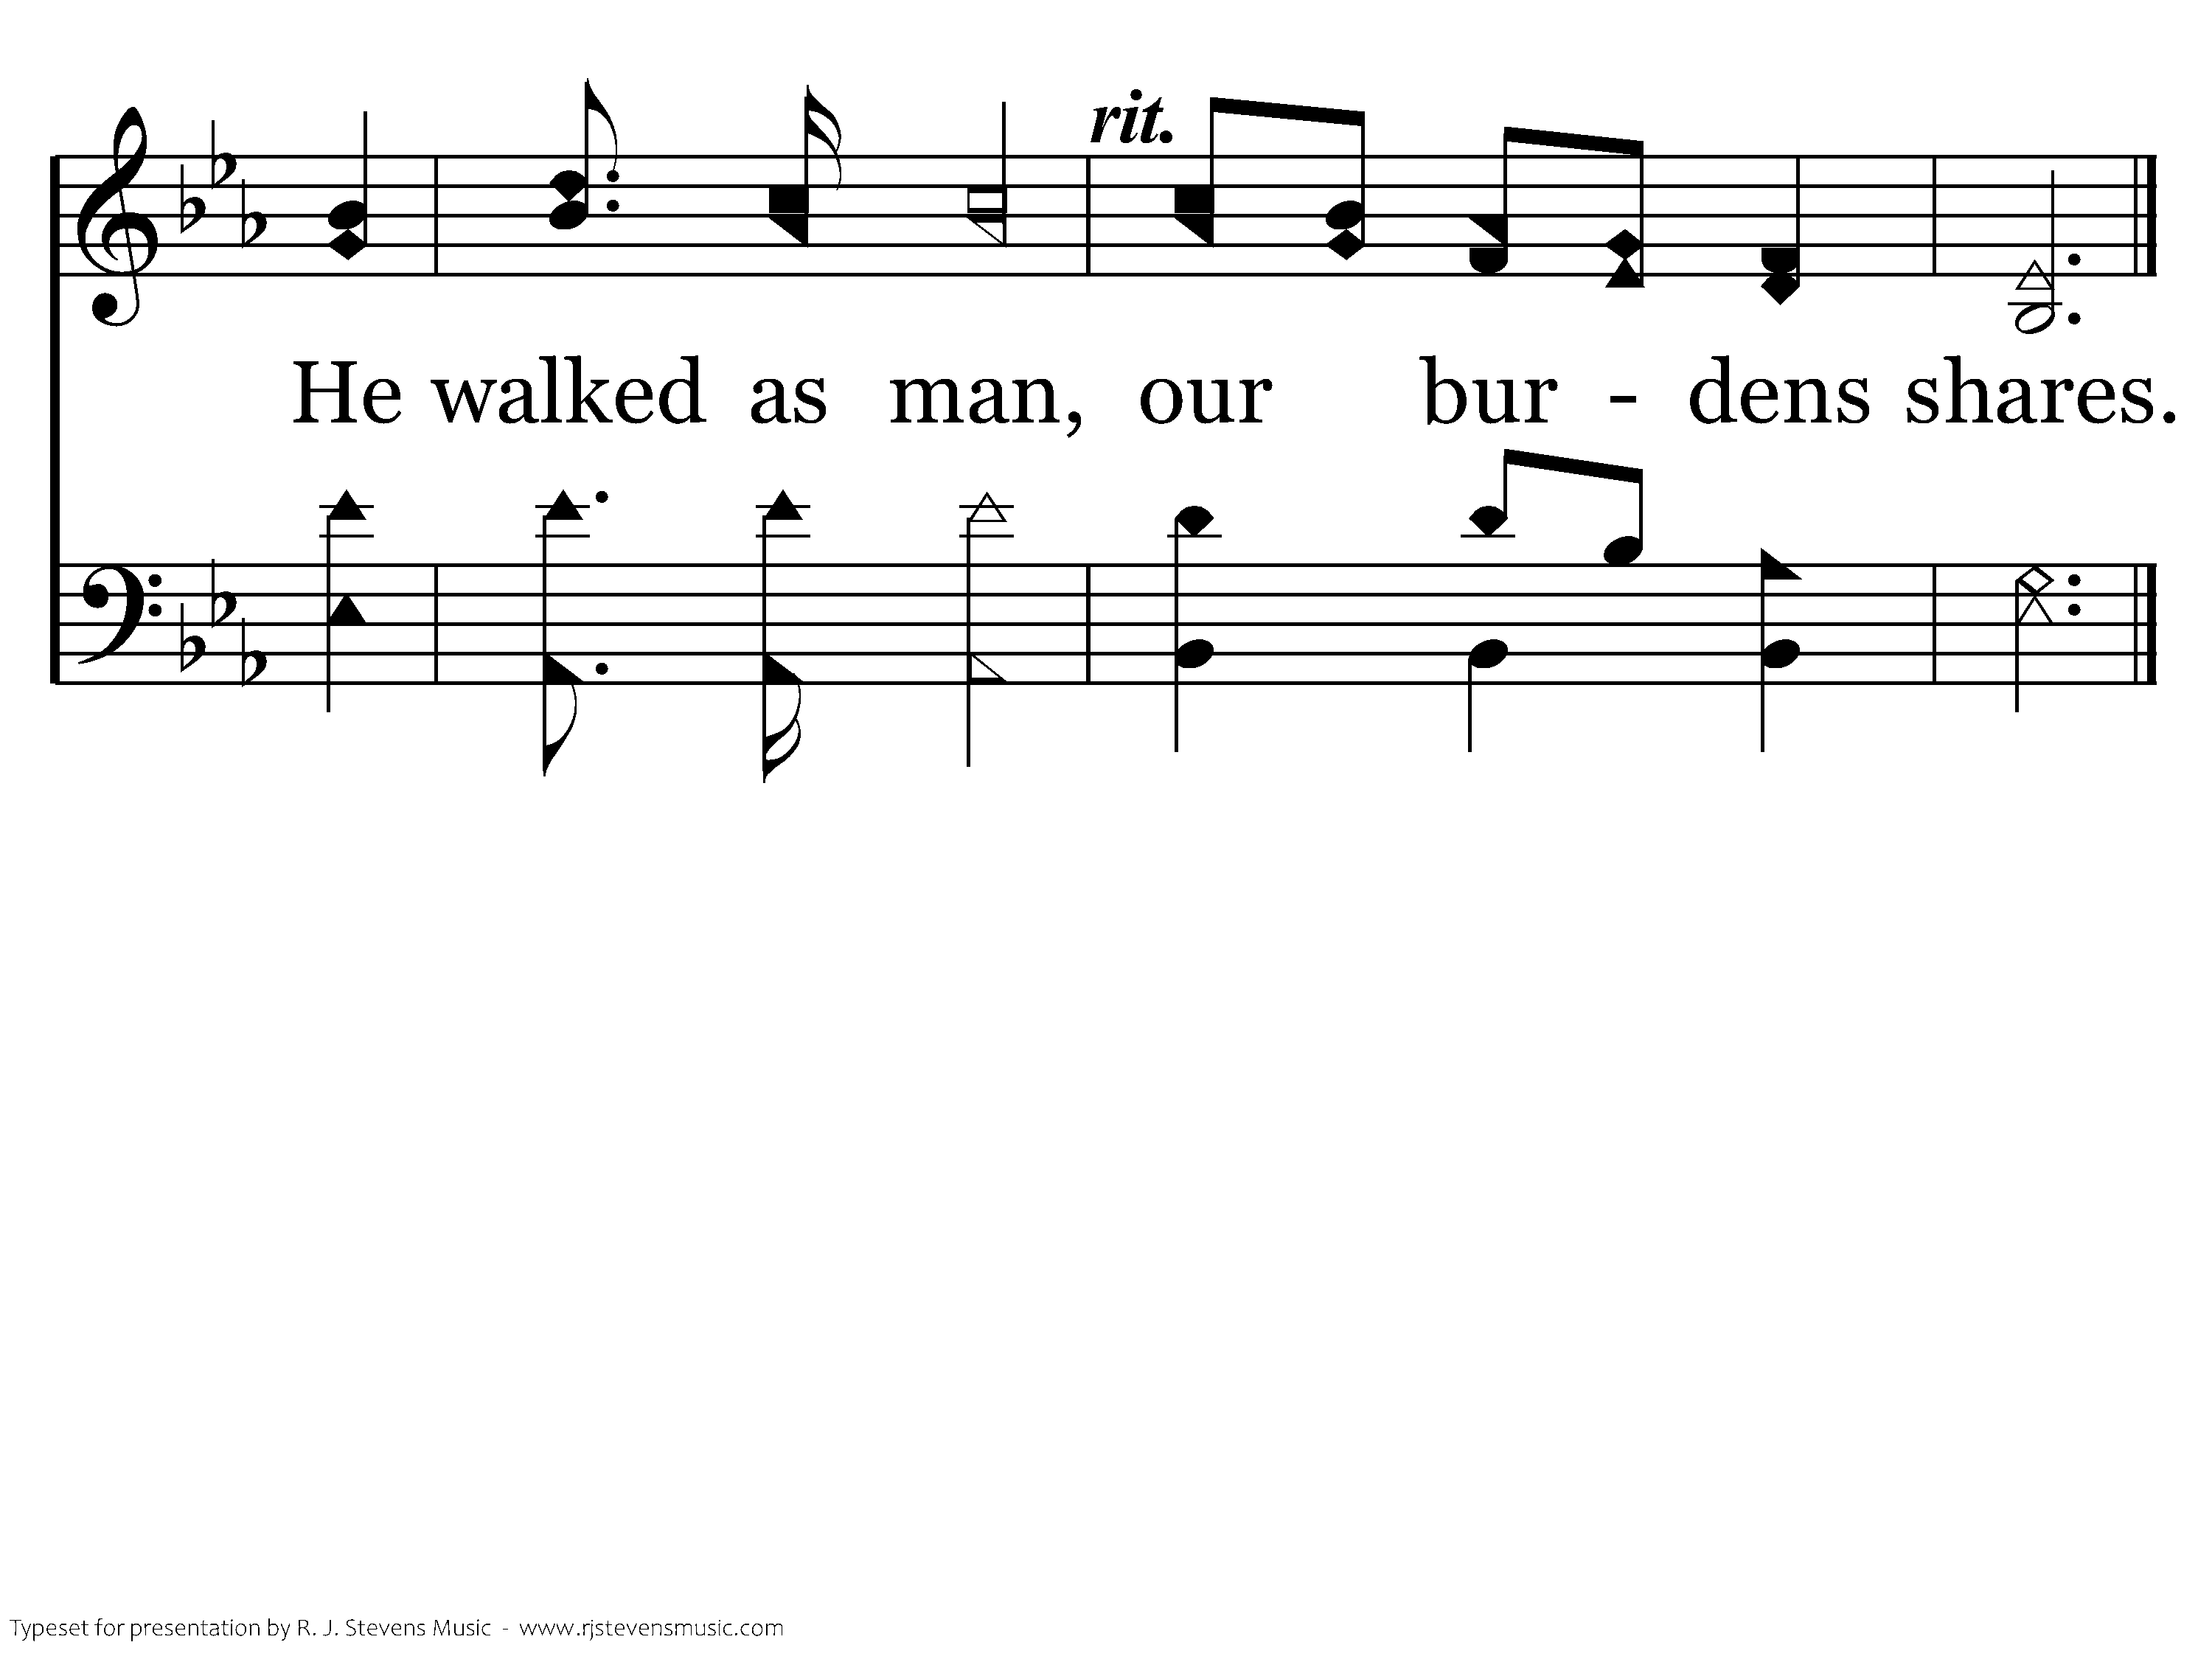 rit.
He walked as man, our bur - dens shares.
Typeset for presentation by R. J. Stevens Music - www.rjstevensmusic.com